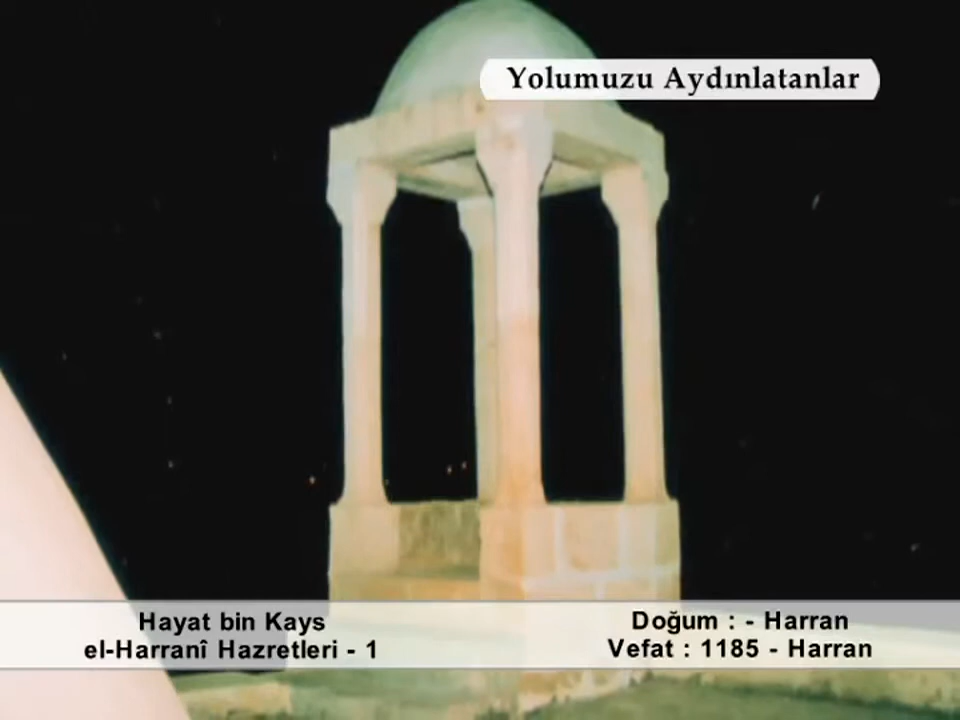 Yolumuzu Aydınlatanlar
Hayat bin Kays
el-Harranî Hazretleri - 1
Doğum : - Harran
Vefat : 1185 - Harran